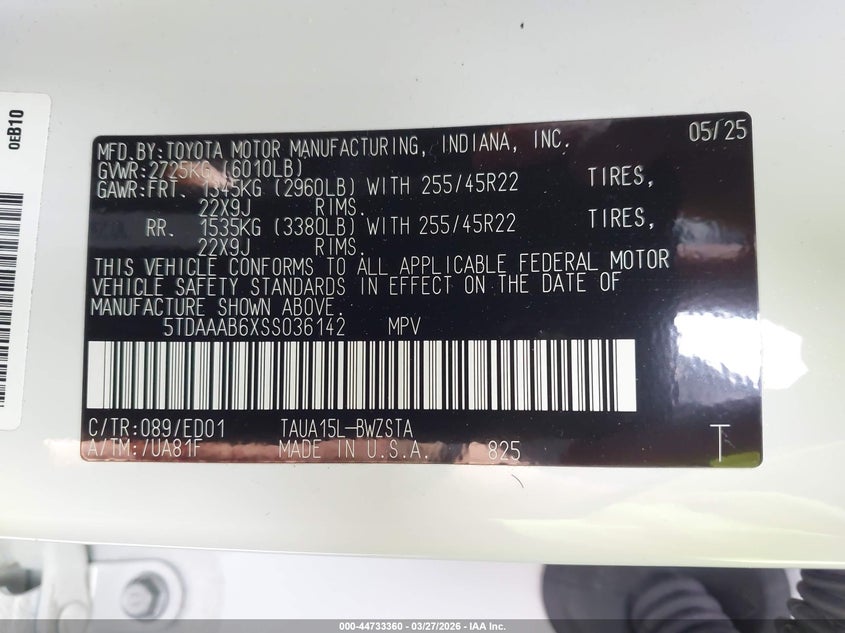 0EB10
MFD.BY:TOYOTA MOTOR MANUFACTURING, INDIANA, INC. 05/25
GVWR:2725KG (6010LB)
GAWR:FRT. 1345KG (2960LB) WITH 255/45R22 TIRES,
22X9J RIMS.
RR. 1535KG (3380LB) WITH 255/45R22 TIRES,
22X9J RIMS.
THIS VEHICLE CONFORMS TO ALL APPLICABLE FEDERAL MOTOR
VEHICLE SAFETY STANDARDS IN EFFECT ON THE DATE OF
MANUFACTURE SHOWN ABOVE.
5TDAAAB6XSS036142 MPV
C/TR:089/ED01 TAUA15L-BWZSTA
A/TM:/UA81F MADE IN U.S.A. 825 T
000-44733360 | 03/27/2026 - IAA Inc.